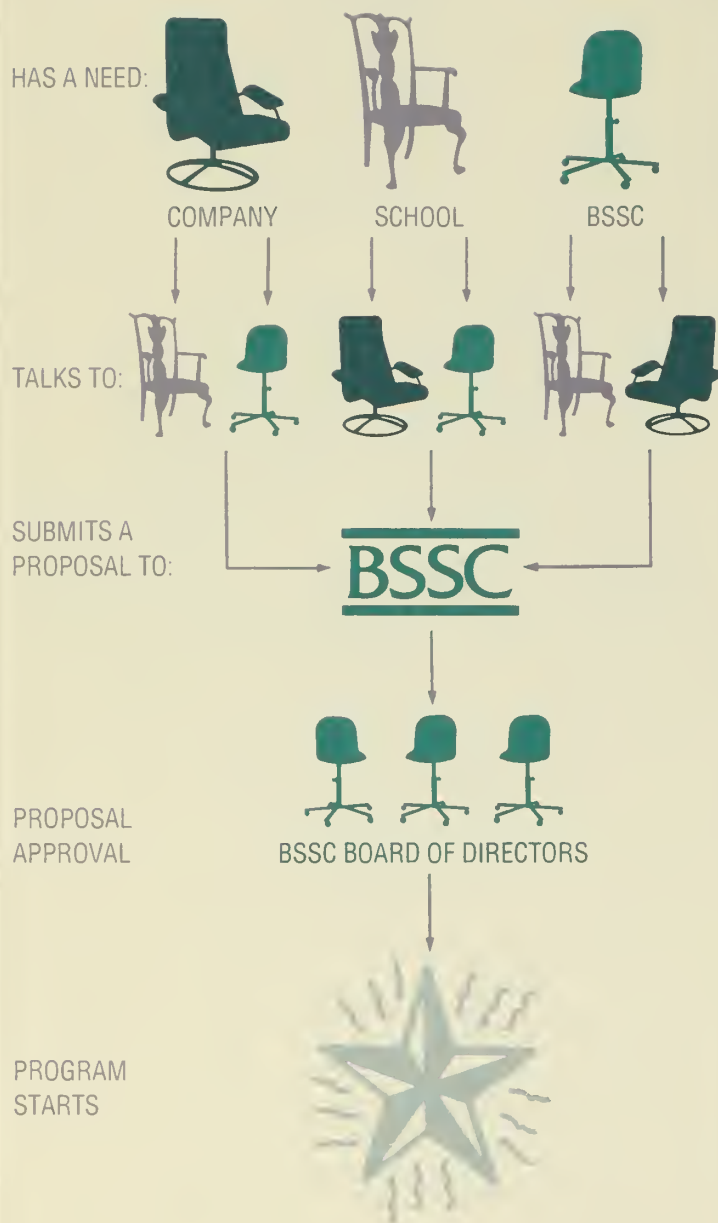 HAS A NEED:
COMPANY
SCHOOL
BSSC
TALKS TO:
SUBMITS A
PROPOSAL TO:
BSSC
PROPOSAL
APPROVAL
BSSC BOARD OF DIRECTORS
PROGRAM
STARTS